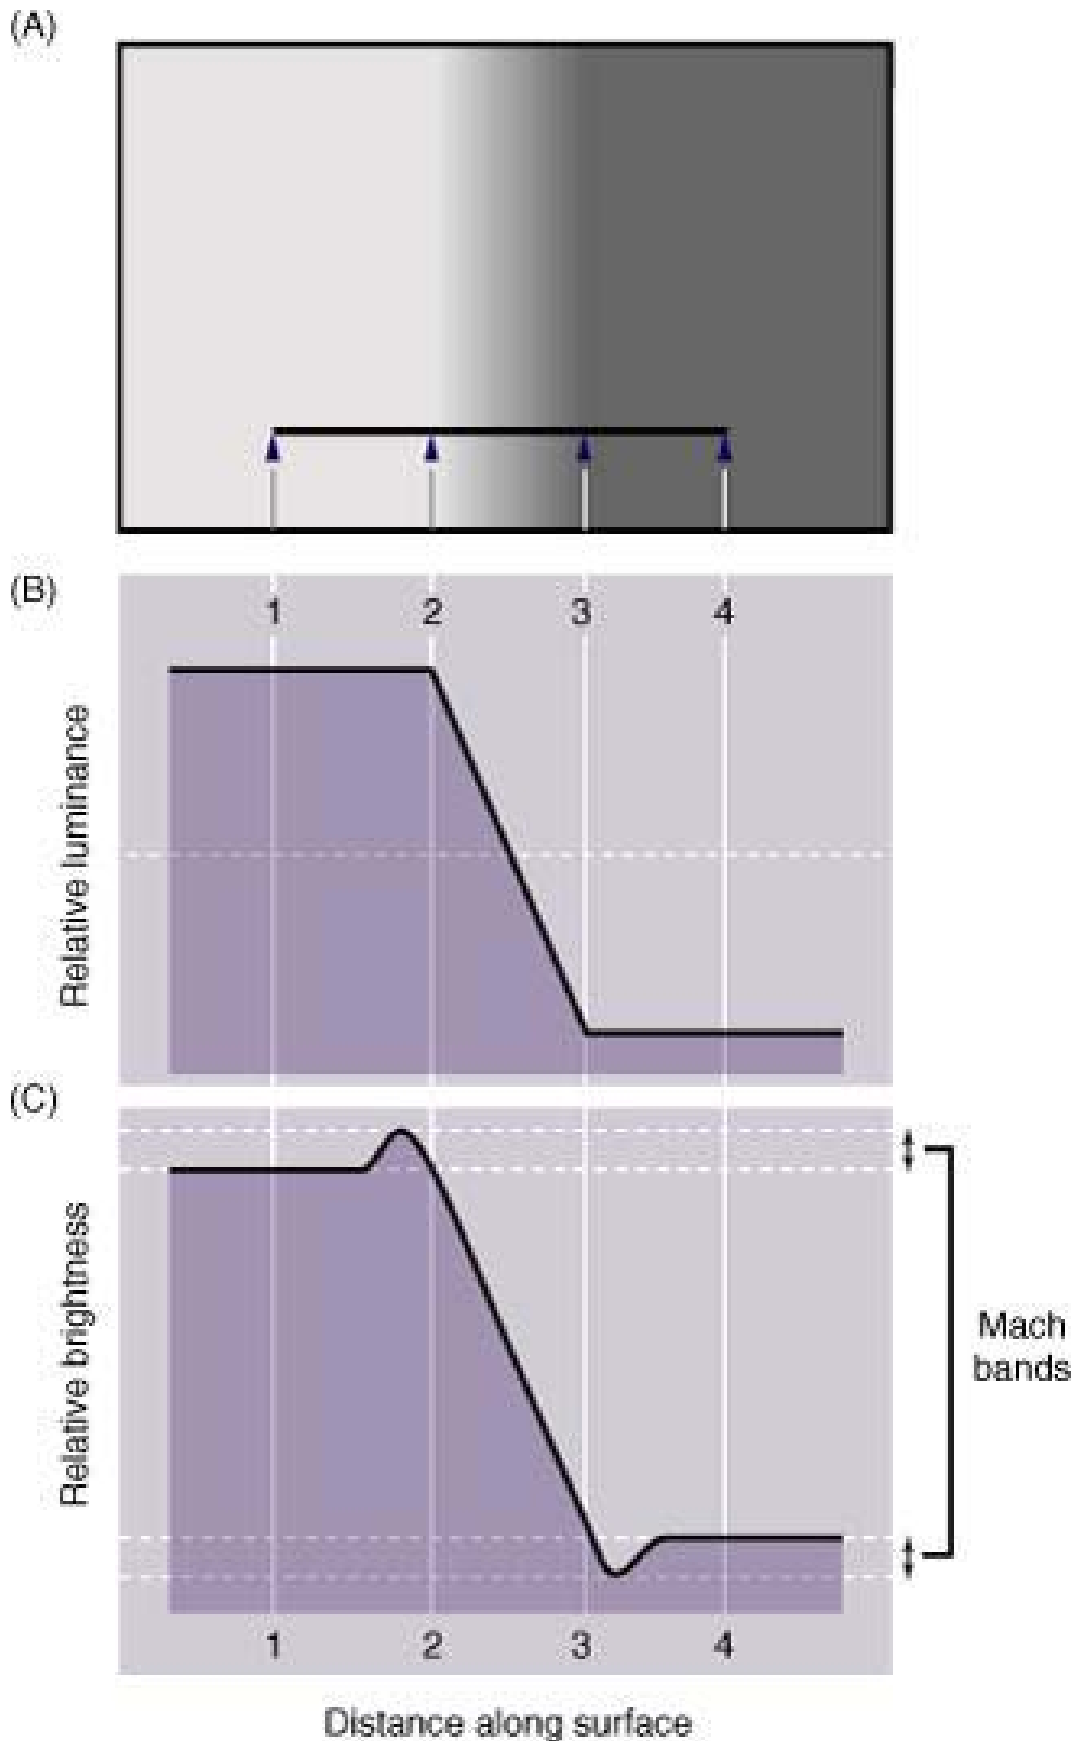 (A)
(B)
1 2 3 4
Relative luminance
(C)
Relative brightness
Mach
bands
1 2 3 4
Distance along surface